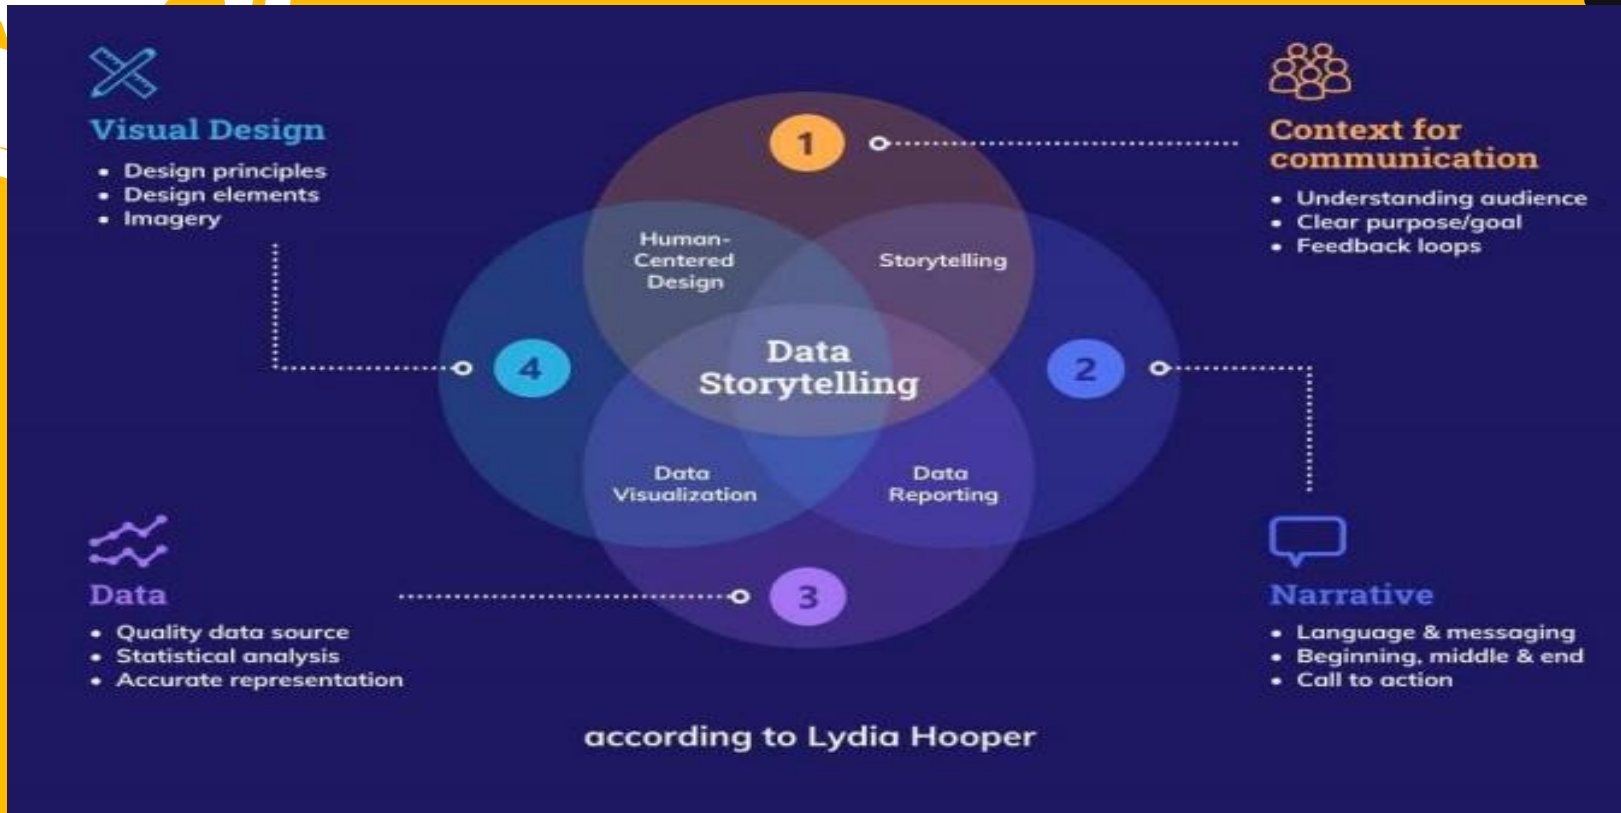 Visual Design
• Design principles
• Design elements
• Imagery
1
Context for
communication
• Understanding audience
• Clear purpose/goal
• Feedback loops
Human-
Centered
Design
Storytelling
Data
Storytelling
4
2
Data
Visualization
Data
Reporting
3
Data
• Quality data source
• Statistical analysis
• Accurate representation
Narrative
• Language & messaging
• Beginning, middle & end
• Call to action
according to Lydia Hooper